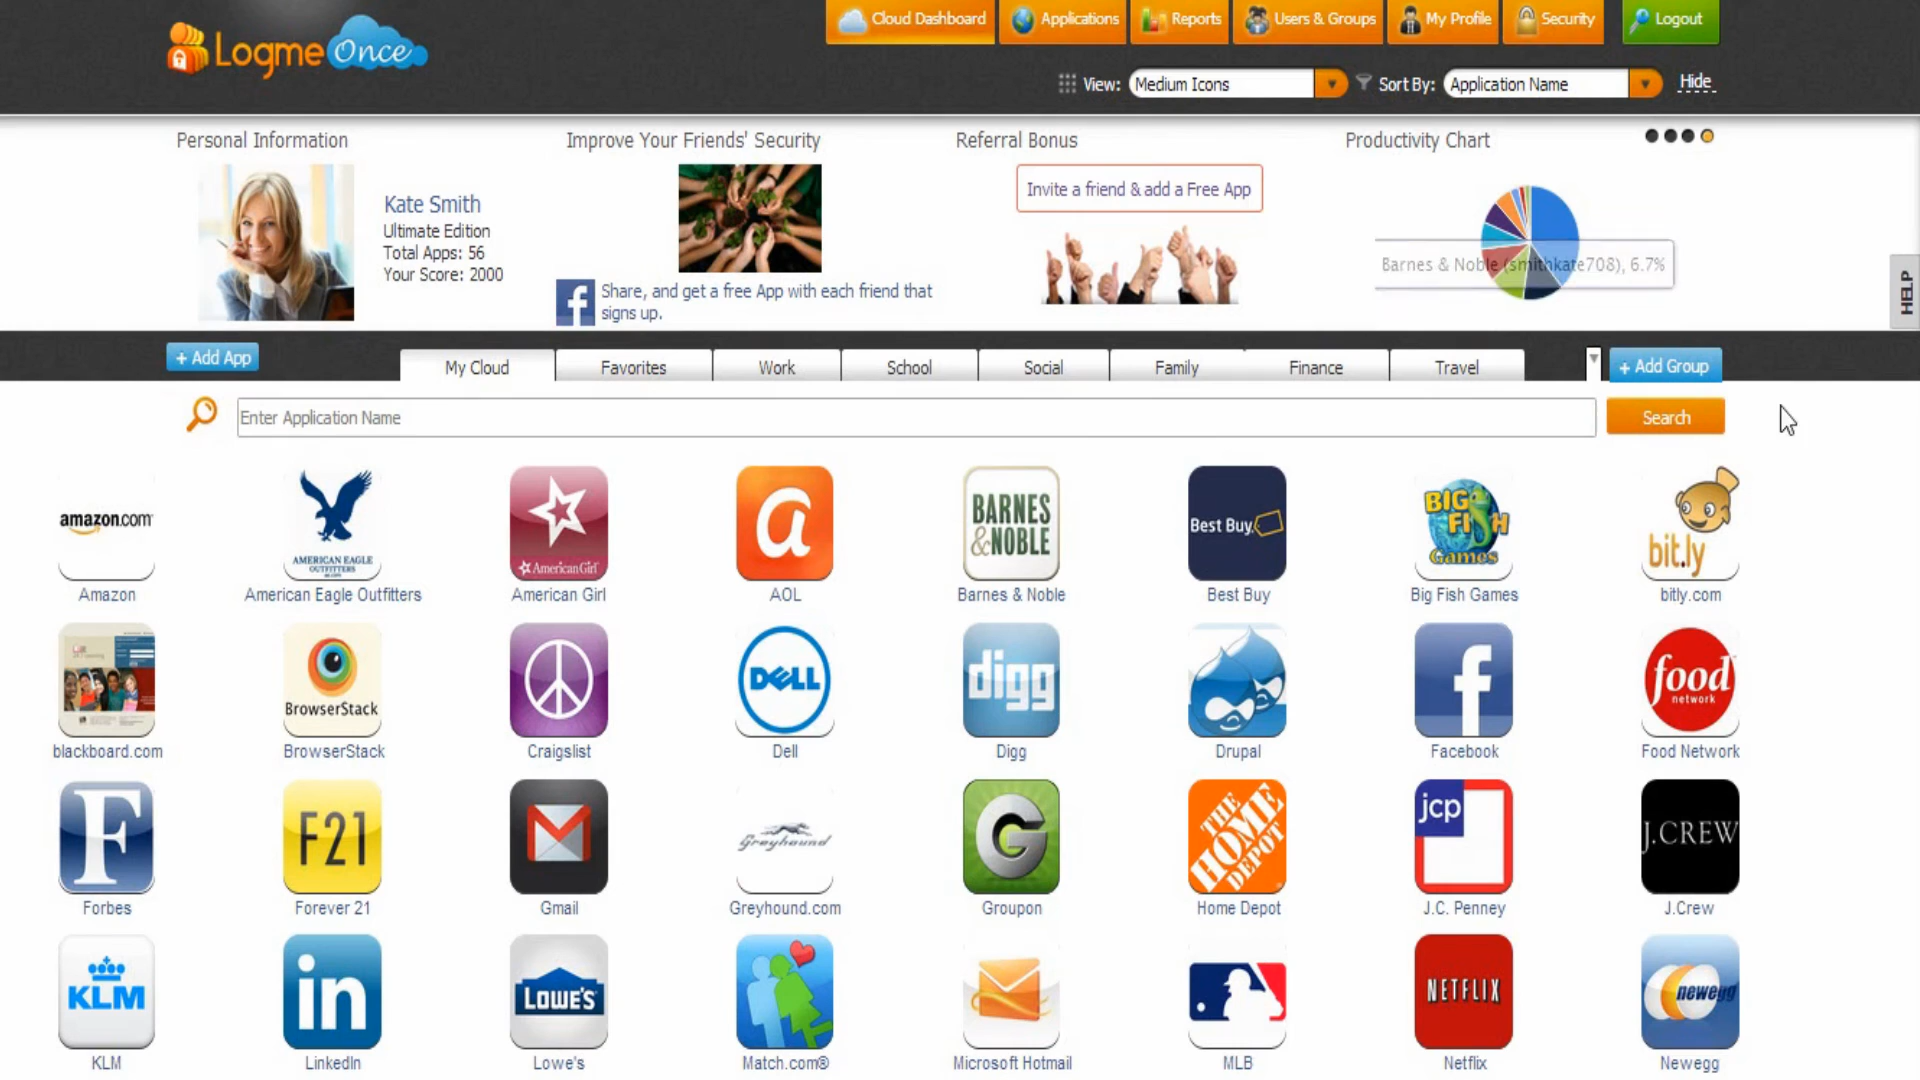 Logme Once
Cloud Dashboard
Applications
Reports
Users & Groups
My Profile
Security
Logout
View: Medium Icons
Sort By: Application Name
Hide
Personal Information
Kate Smith
Ultimate Edition
Total Apps: 56
Your Score: 2000
Improve Your Friends' Security
Share, and get a free App with each friend that
signs up.
Referral Bonus
Invite a friend & add a Free App
Productivity Chart
Barnes & Noble (smithkate708), 6.7%
HELP
+ Add App
My Cloud
Favorites
Work
School
Social
Family
Finance
Travel
+ Add Group
Enter Application Name
Search
amazon.com
Amazon
AMERICAN EAGLE
OUTFITTERS
American Eagle Outfitters
American Girl
American Girl
a
AOL
BARNES
&NOBLE
Barnes & Noble
Best Buy
Best Buy
BIG
FISH
Games
Big Fish Games
bit.ly
bitly.com
blackboard.com
BrowserStack
BrowserStack
Craigslist
DELL
Dell
digg
Digg
Drupal
f
Facebook
food
network
Food Network
F
Forbes
F21
Forever 21
Gmail
Greyhound
Greyhound.com
G
Groupon
THE
HOME
DEPOT
Home Depot
jcp
J.C. Penney
J.CREW
J.Crew
KLM
KLM
in
LinkedIn
LOWE'S
Lowe's
Match.com®
Microsoft Hotmail
MLB
NETFLIX
Netflix
newegg
Newegg